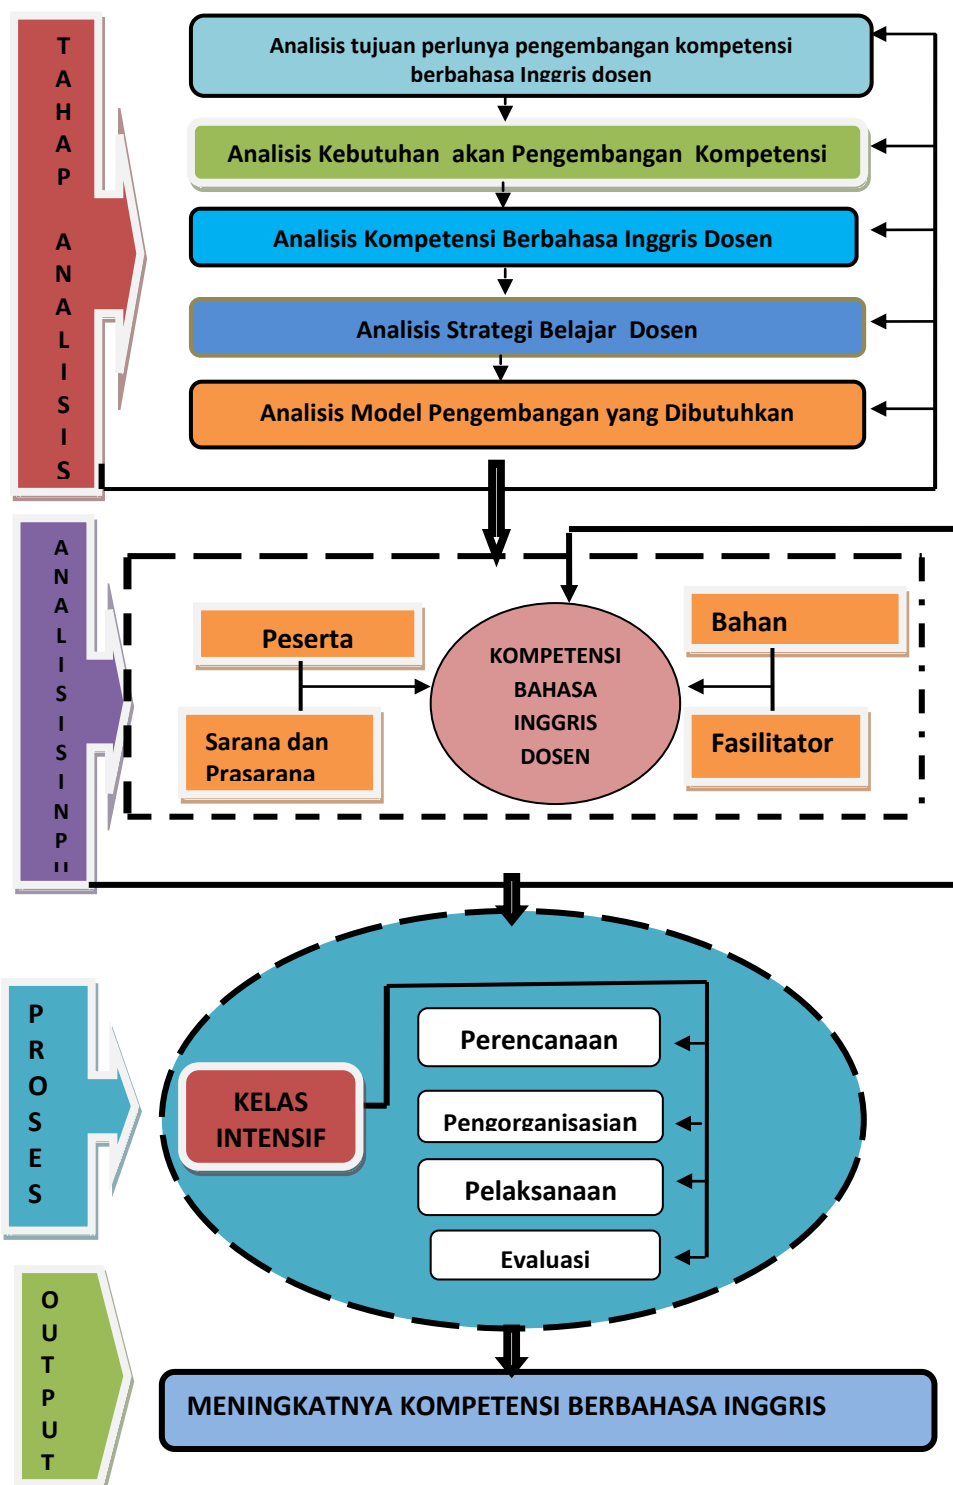 TAHAP ANALISIS
Analisis tujuan perlunya pengembangan kompetensi
berbahasa Inggris dosen
Analisis Kebutuhan akan Pengembangan Kompetensi
Analisis Kompetensi Berbahasa Inggris Dosen
Analisis Strategi Belajar Dosen
Analisis Model Pengembangan yang Dibutuhkan
ANALISISINPU
Peserta
Sarana dan
Prasarana
KOMPETENSI
BAHASA
INGGRIS
DOSEN
Bahan
Fasilitator
PROSES
KELAS
INTENSIF
Perencanaan
Pengorganisasian
Pelaksanaan
Evaluasi
OUTPUT
MENINGKATNYA KOMPETENSI BERBAHASA INGGRIS